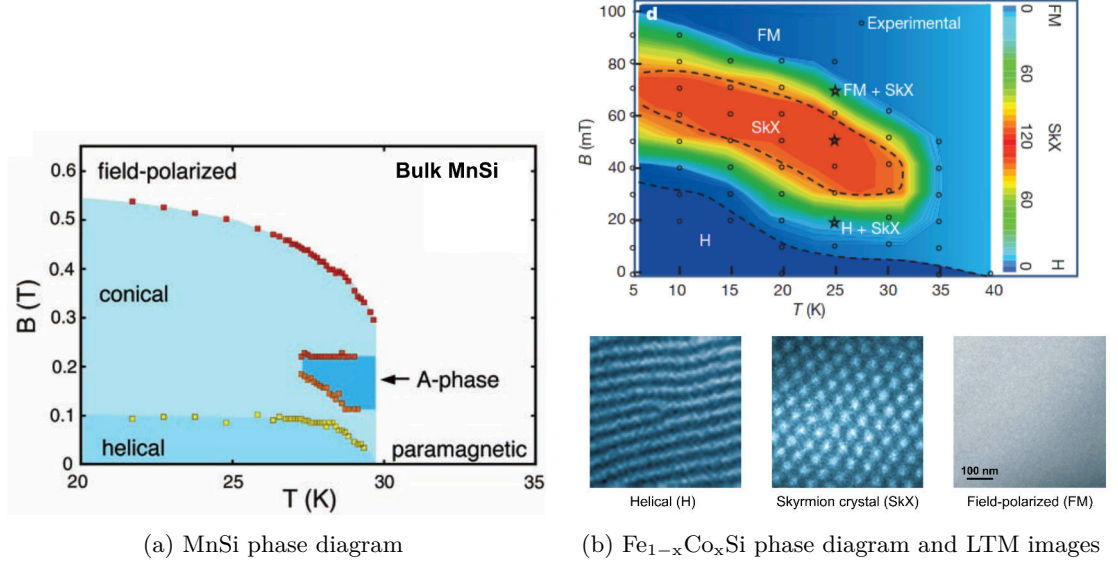 Bulk MnSi
field-polarized
conical
A-phase
helical
paramagnetic
B (T)
0.6
0.5
0.4
0.3
0.2
0.1
0
20
25
30
35
T (K)
(a) MnSi phase diagram
d
FM
Experimental
FM + SkX
SkX
H + SkX
H
B (mT)
100
80
60
40
20
0
5
10
15
20
25
30
35
40
T (K)
0
60
120
60
0
FM
SkX
H
Helical (H)
Skyrmion crystal (SkX)
100 nm
Field-polarized (FM)
(b) Fe₁₋ₓCoₓSi phase diagram and LTM images